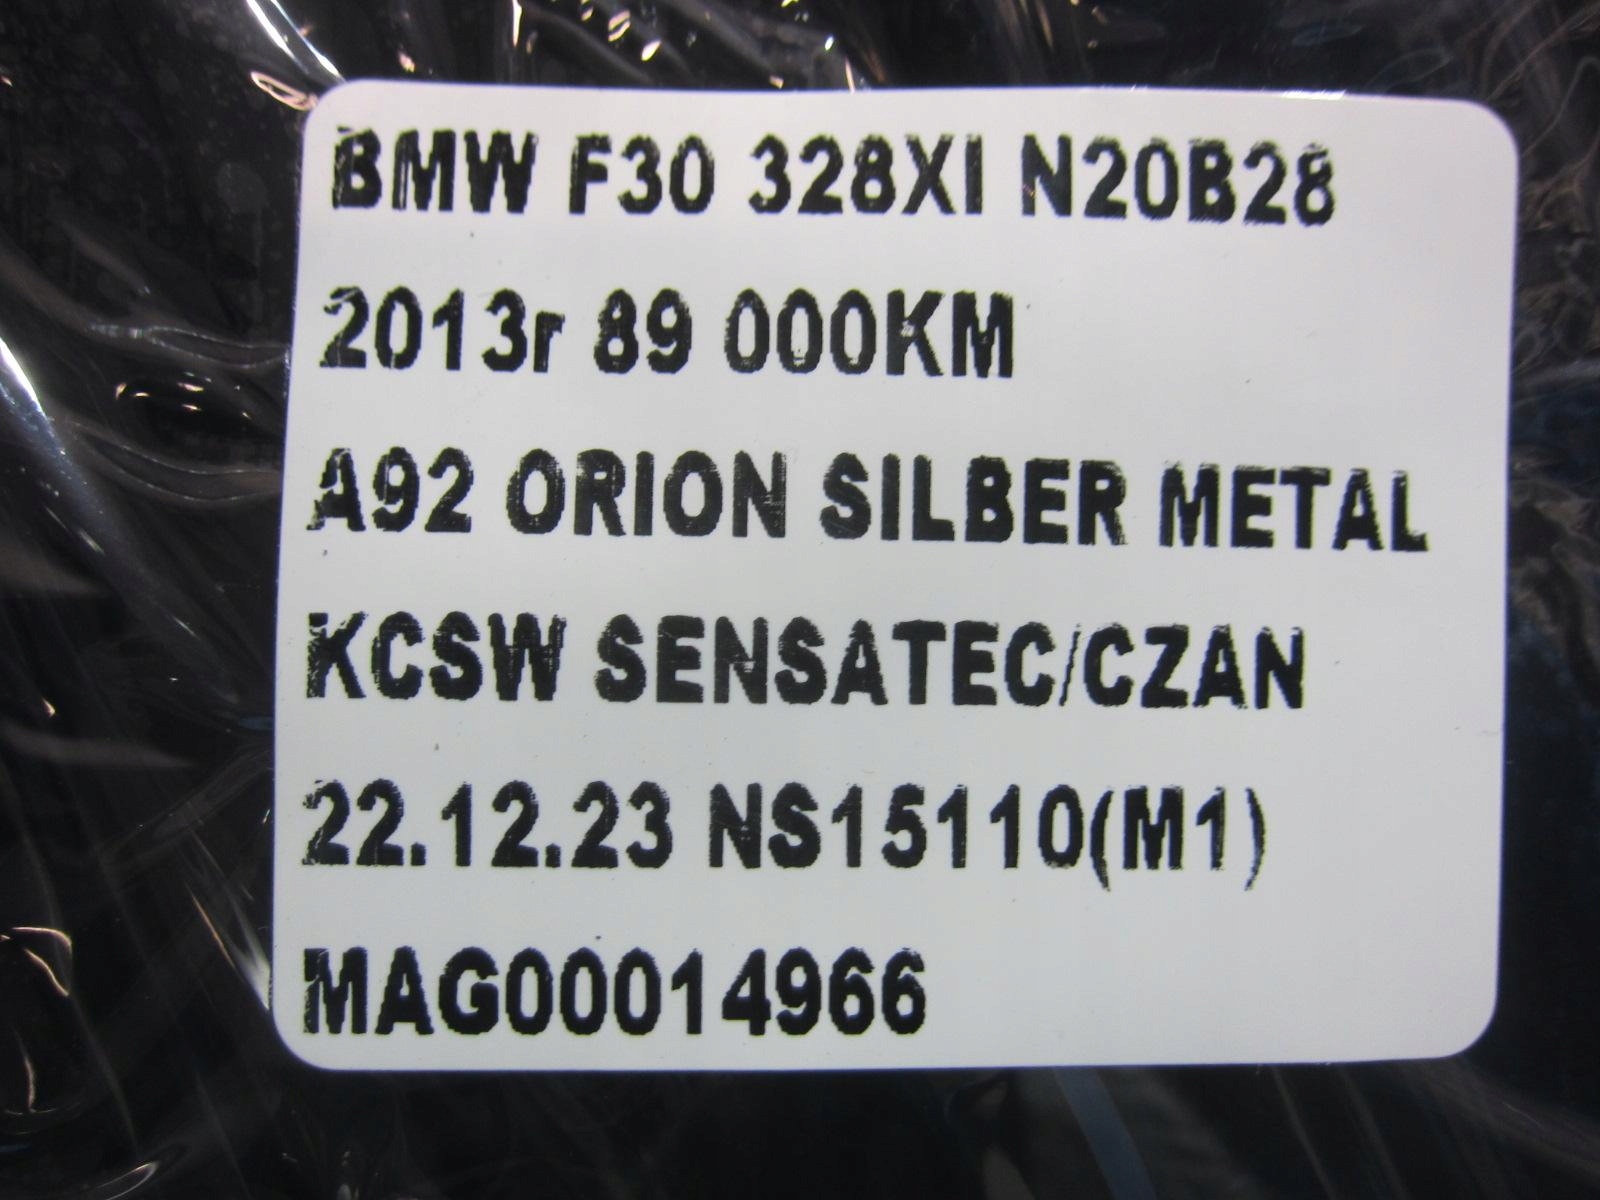 BMW F30 328XI N20B28
2013r 89 000KM
A92 ORION SILBER METAL
KCSW SENSATEC/CZAN
22.12.23 NS15110(M1)
MAG00014966